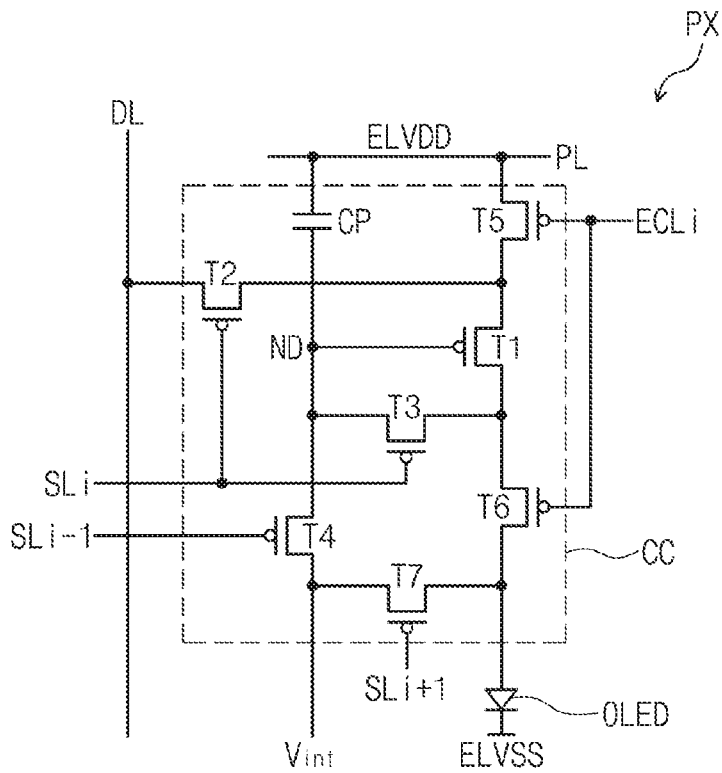 PX
DL
ELVDD
PL
CP
T5
ECLi
T2
ND
T1
T3
SLi
T6
SLi-1
T4
CC
T7
SLi+1
OLED
Vint
ELVSS